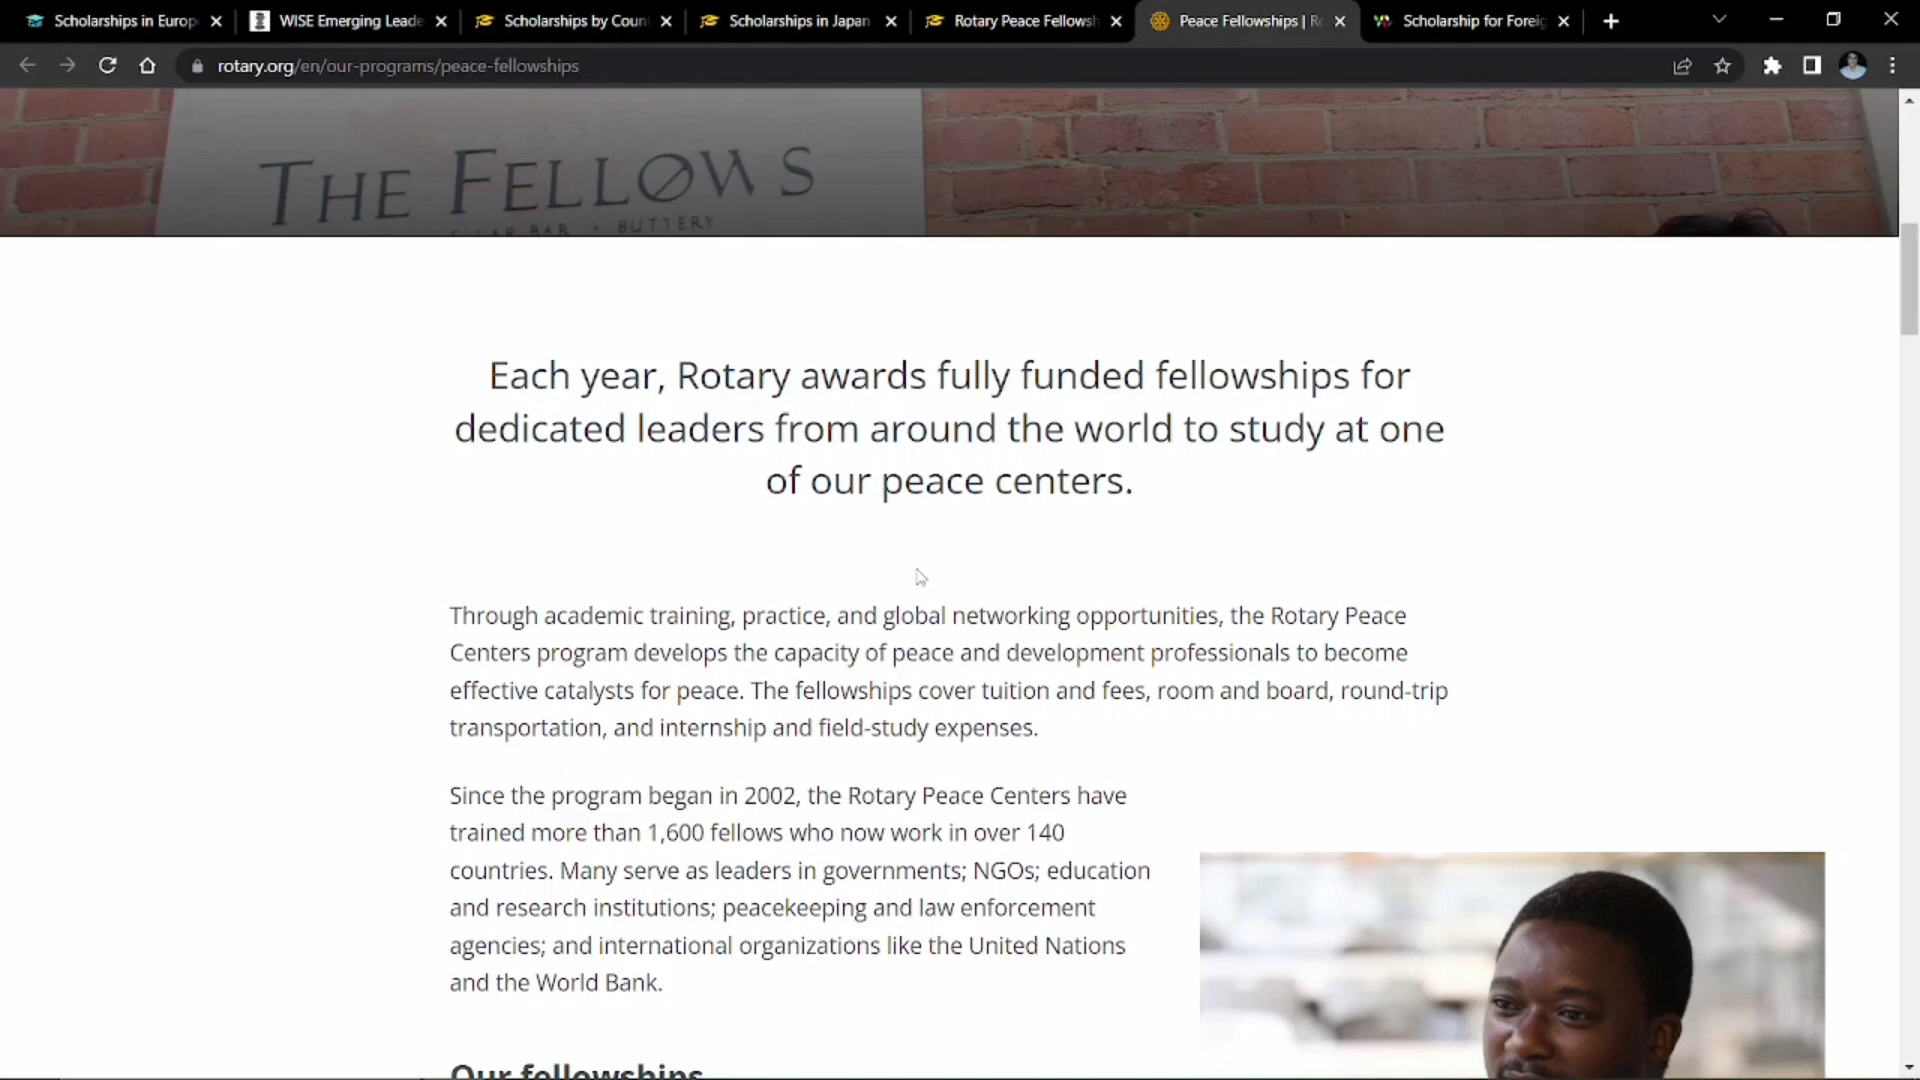 Scholarships in Europ
WISE Emerging Leade
Scholarships by Coun
Scholarships in Japan
Rotary Peace Fellowsh
Peace Fellowships | Ro
Scholarship for Foreig
rotary.org/en/our-programs/peace-fellowships
THE FELLOWS
BAR • BUTTERY
Each year, Rotary awards fully funded fellowships for
dedicated leaders from around the world to study at one
of our peace centers.
Through academic training, practice, and global networking opportunities, the Rotary Peace
Centers program develops the capacity of peace and development professionals to become
effective catalysts for peace. The fellowships cover tuition and fees, room and board, round-trip
transportation, and internship and field-study expenses.
Since the program began in 2002, the Rotary Peace Centers have
trained more than 1,600 fellows who now work in over 140
countries. Many serve as leaders in governments; NGOs; education
and research institutions; peacekeeping and law enforcement
agencies; and international organizations like the United Nations
and the World Bank.
Our fellowships